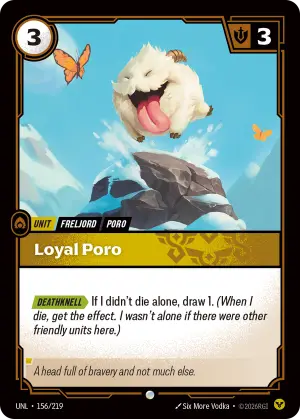 3
3
UNIT
FRELJORD
PORO
Loyal Poro
DEATHKNELL If I didn't die alone, draw 1. (When I
die, get the effect. I wasn't alone if there were other
friendly units here.)
A head full of bravery and not much else.
UNL • 156/219
Six More Vodka • ©2026RGI